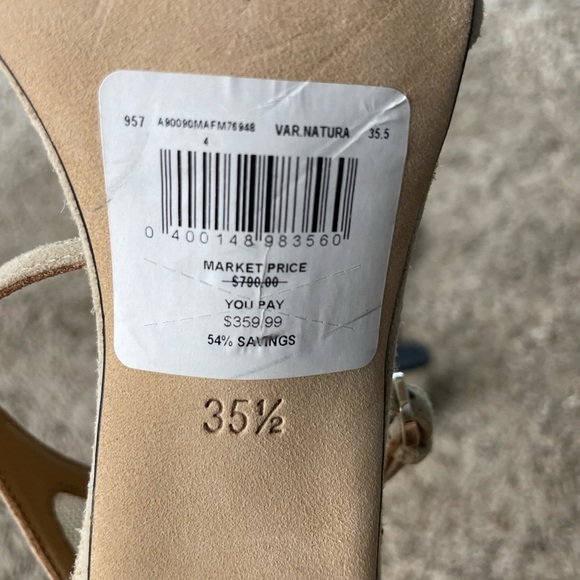 957 A90090MAFM76948 VAR.NATURA 35.5
4
0 400148 983560
MARKET PRICE
$790.00
YOU PAY
$359.99
54% SAVINGS
35½